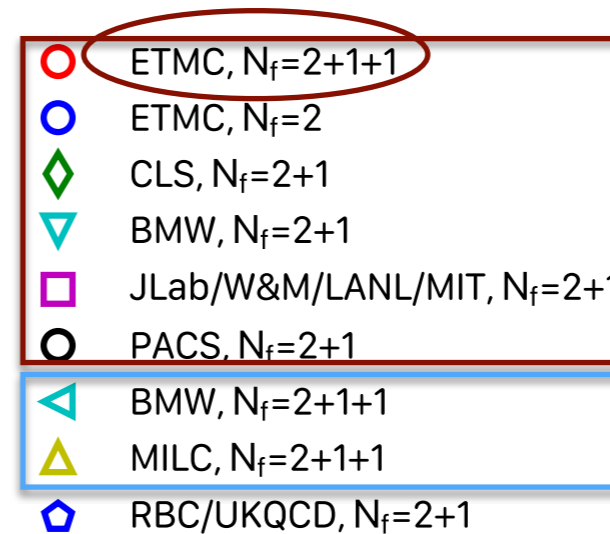 ETMC, Nf=2+1+1
ETMC, Nf=2
CLS, Nf=2+1
BMW, Nf=2+1
JLab/W&M/LANL/MIT, Nf=2+1
PACS, Nf=2+1
BMW, Nf=2+1+1
MILC, Nf=2+1+1
RBC/UKQCD, Nf=2+1